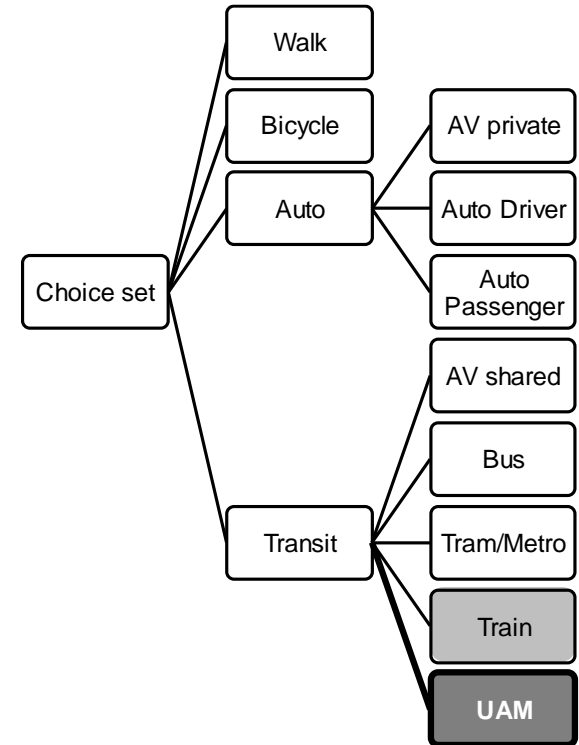 Walk
Bicycle
AV private
Auto
Auto Driver
Choice set
Auto
Passenger
AV shared
Bus
Transit
Tram/Metro
Train
UAM